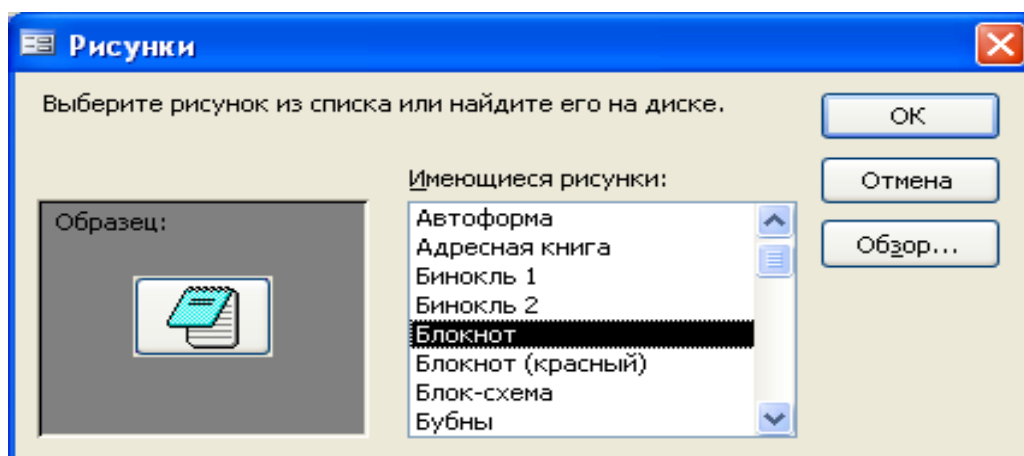 Рисунки
Выберите рисунок из списка или найдите его на диске.
ОК
Отмена
Обзор...
Образец:
Имеющиеся рисунки:
Автоформа
Адресная книга
Бинокль 1
Бинокль 2
Блокнот
Блокнот (красный)
Блок-схема
Бубны